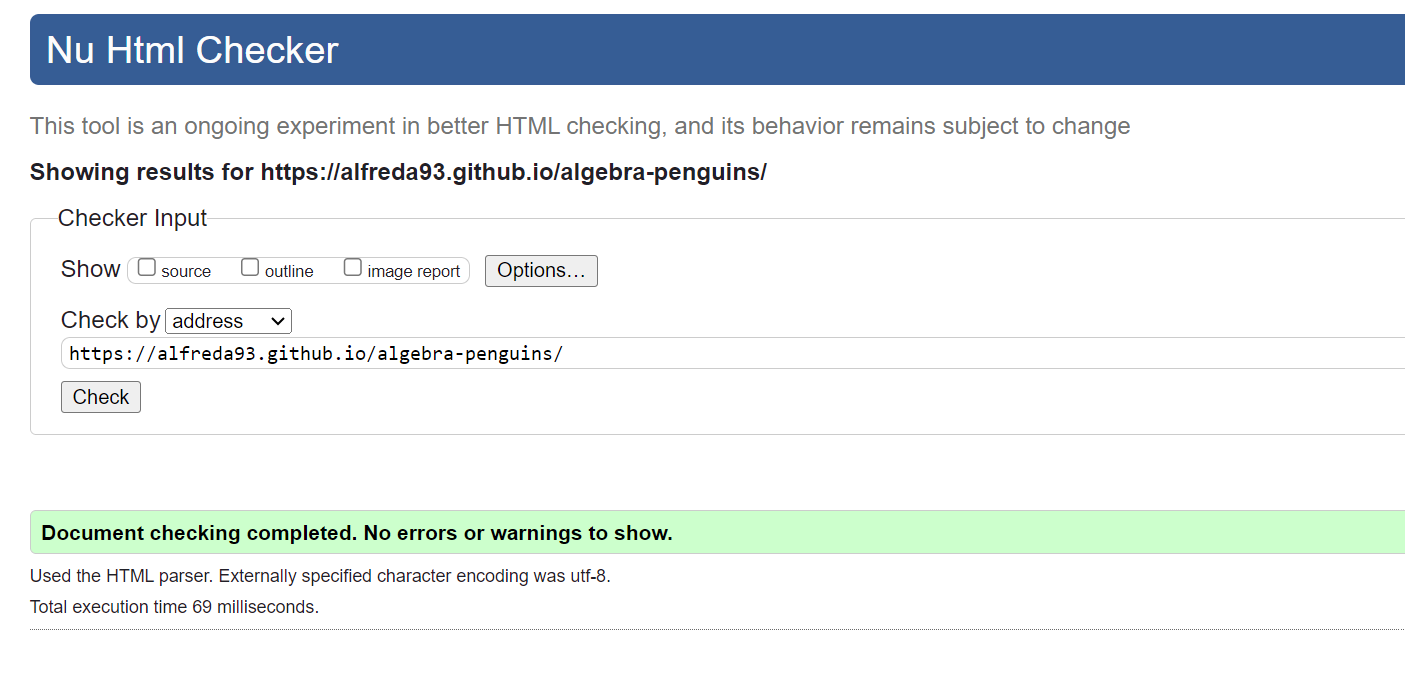 Nu Html Checker
This tool is an ongoing experiment in better HTML checking, and its behavior remains subject to change
Showing results for https://alfreda93.github.io/algebra-penguins/
Checker Input
Show source outline image report Options…
Check by address
https://alfreda93.github.io/algebra-penguins/
Check
Document checking completed. No errors or warnings to show.
Used the HTML parser. Externally specified character encoding was utf-8.
Total execution time 69 milliseconds.